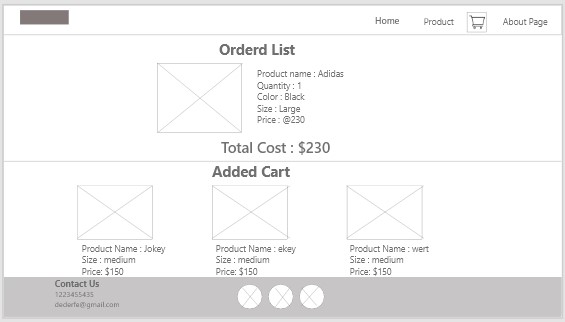 Home
Product
About Page
Orderd List
Product name : Adidas
Quantity : 1
Color : Black
Size : Large
Price : @230
Total Cost : $230
Added Cart
Product Name : Jokey
Size : medium
Price: $150
Product Name : ekey
Size : medium
Price: $150
Product Name : wert
Size : medium
Price: $150
Contact Us
1223455435
dederfe@gmail.com